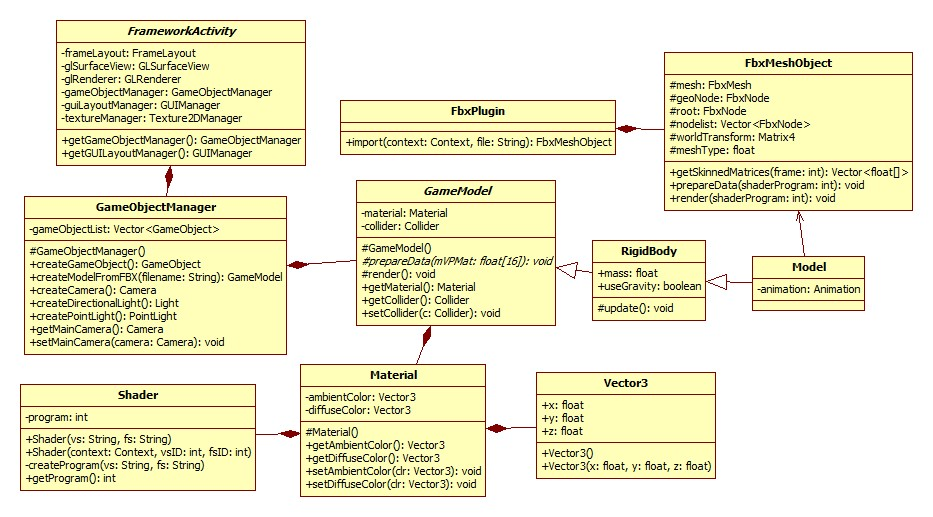 FrameworkActivity
-frameLayout: FrameLayout
-glSurfaceView: GLSurfaceView
-glRenderer: GLRenderer
-gameObjectManager: GameObjectManager
-guiLayoutManager: GUIManager
-textureManager: Texture2DManager
+getGameObjectManager(): GameObjectManager
+getGUILayoutManager(): GUIManager
FbxPlugin
+import(context: Context, file: String): FbxMeshObject
FbxMeshObject
#mesh: FbxMesh
#geoNode: FbxNode
#root: FbxNode
#nodelist: Vector<FbxNode>
#worldTransform: Matrix4
#meshType: float
+getSkinnedMatrices(frame: int): Vector<float[]>
+prepareData(shaderProgram: int): void
+render(shaderProgram: int): void
GameObjectManager
-gameObjectList: Vector<GameObject>
#GameObjectManager()
+createGameObject(): GameObject
+createModelFromFBX(filename: String): GameModel
+createCamera(): Camera
+createDirectionalLight(): Light
+createPointLight(): PointLight
+getMainCamera(): Camera
+setMainCamera(camera: Camera): void
GameModel
-material: Material
-collider: Collider
#GameModel()
#prepareData(mVPMat: float[16]): void
#render(): void
+getMaterial(): Material
+getCollider(): Collider
+setCollider(c: Collider): void
RigidBody
+mass: float
+useGravity: boolean
#update(): void
Model
-animation: Animation
Shader
-program: int
+Shader(vs: String, fs: String)
+Shader(context: Context, vsID: int, fsID: int)
-createProgram(vs: String, fs: String)
+getProgram(): int
Material
-ambientColor: Vector3
-diffuseColor: Vector3
#Material()
+getAmbientColor(): Vector3
+getDiffuseColor(): Vector3
+setAmbientColor(clr: Vector3): void
+setDiffuseColor(clr: Vector3): void
Vector3
+x: float
+y: float
+z: float
+Vector3()
+Vector3(x: float, y: float, z: float)